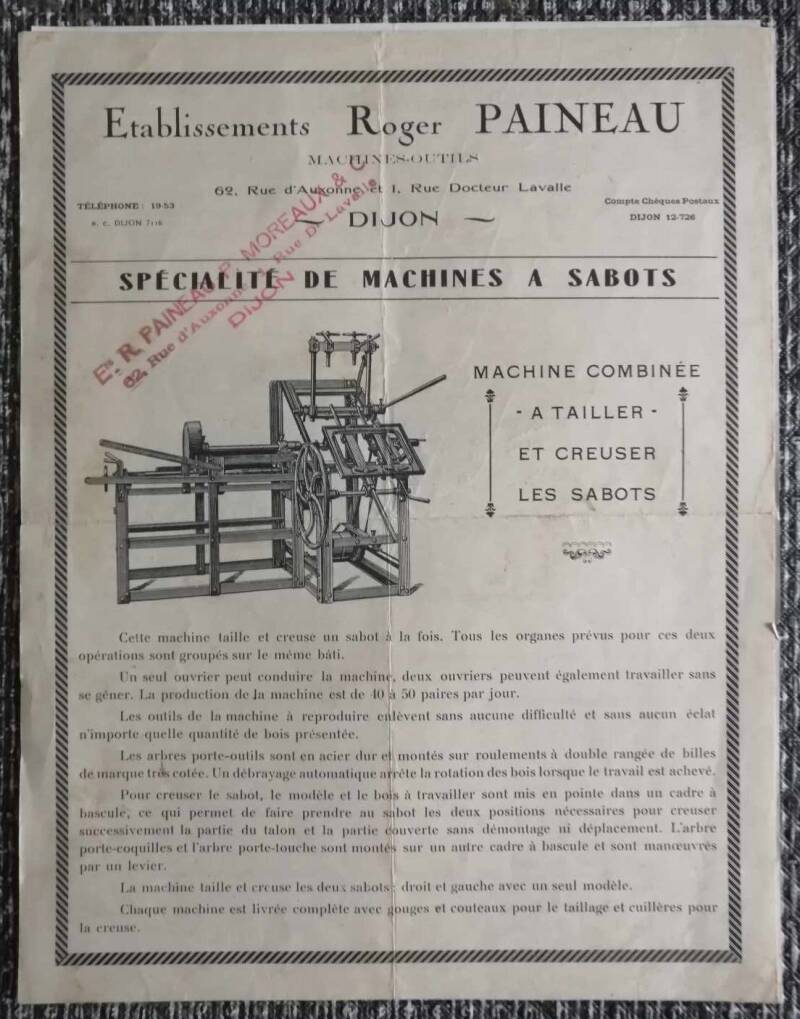 Etablissements Roger PAINEAU
MACHINES-OUTILS
62, Rue d'Auxonne et 1, Rue Docteur Lavalle
TÉLÉPHONE : 19-53
R. C. DIJON 7116
DIJON
Compte Chèques Postaux
DIJON 12-726
Ets R. PAINEAU, P. MOREAUX & C
62, Rue d'Auxonne, 1 Rue Dr Lavalle
DIJON
SPÉCIALITÉ DE MACHINES A SABOTS
MACHINE COMBINÉE
- A TAILLER -
ET CREUSER
LES SABOTS
Cette machine taille et creuse un sabot à la fois. Tous les organes prévus pour ces deux
opérations sont groupés sur le même bâti.
Un seul ouvrier peut conduire la machine, deux ouvriers peuvent également travailler sans
se gêner. La production de la machine est de 40 à 50 paires par jour.
Les outils de la machine à reproduire enlèvent sans aucune difficulté et sans aucun éclat
n'importe quelle quantité de bois présentée.
Les arbres porte-outils sont en acier dur et montés sur roulements à double rangée de billes
de marque très cotée. Un débrayage automatique arrête la rotation des bois lorsque le travail est achevé.
Pour creuser le sabot, le modèle et le bois à travailler sont mis en pointe dans un cadre à
bascule, ce qui permet de faire prendre au sabot les deux positions nécessaires pour creuser
successivement la partie du talon et la partie couverte sans démontage ni déplacement. L'arbre
porte-coquilles et l'arbre porte-touche sont montés sur un autre cadre à bascule et sont manœuvrés
par un levier.
La machine taille et creuse les deux sabots : droit et gauche avec un seul modèle.
Chaque machine est livrée complète avec gouges et couteaux pour le taillage et cuillères pour
la creuse.